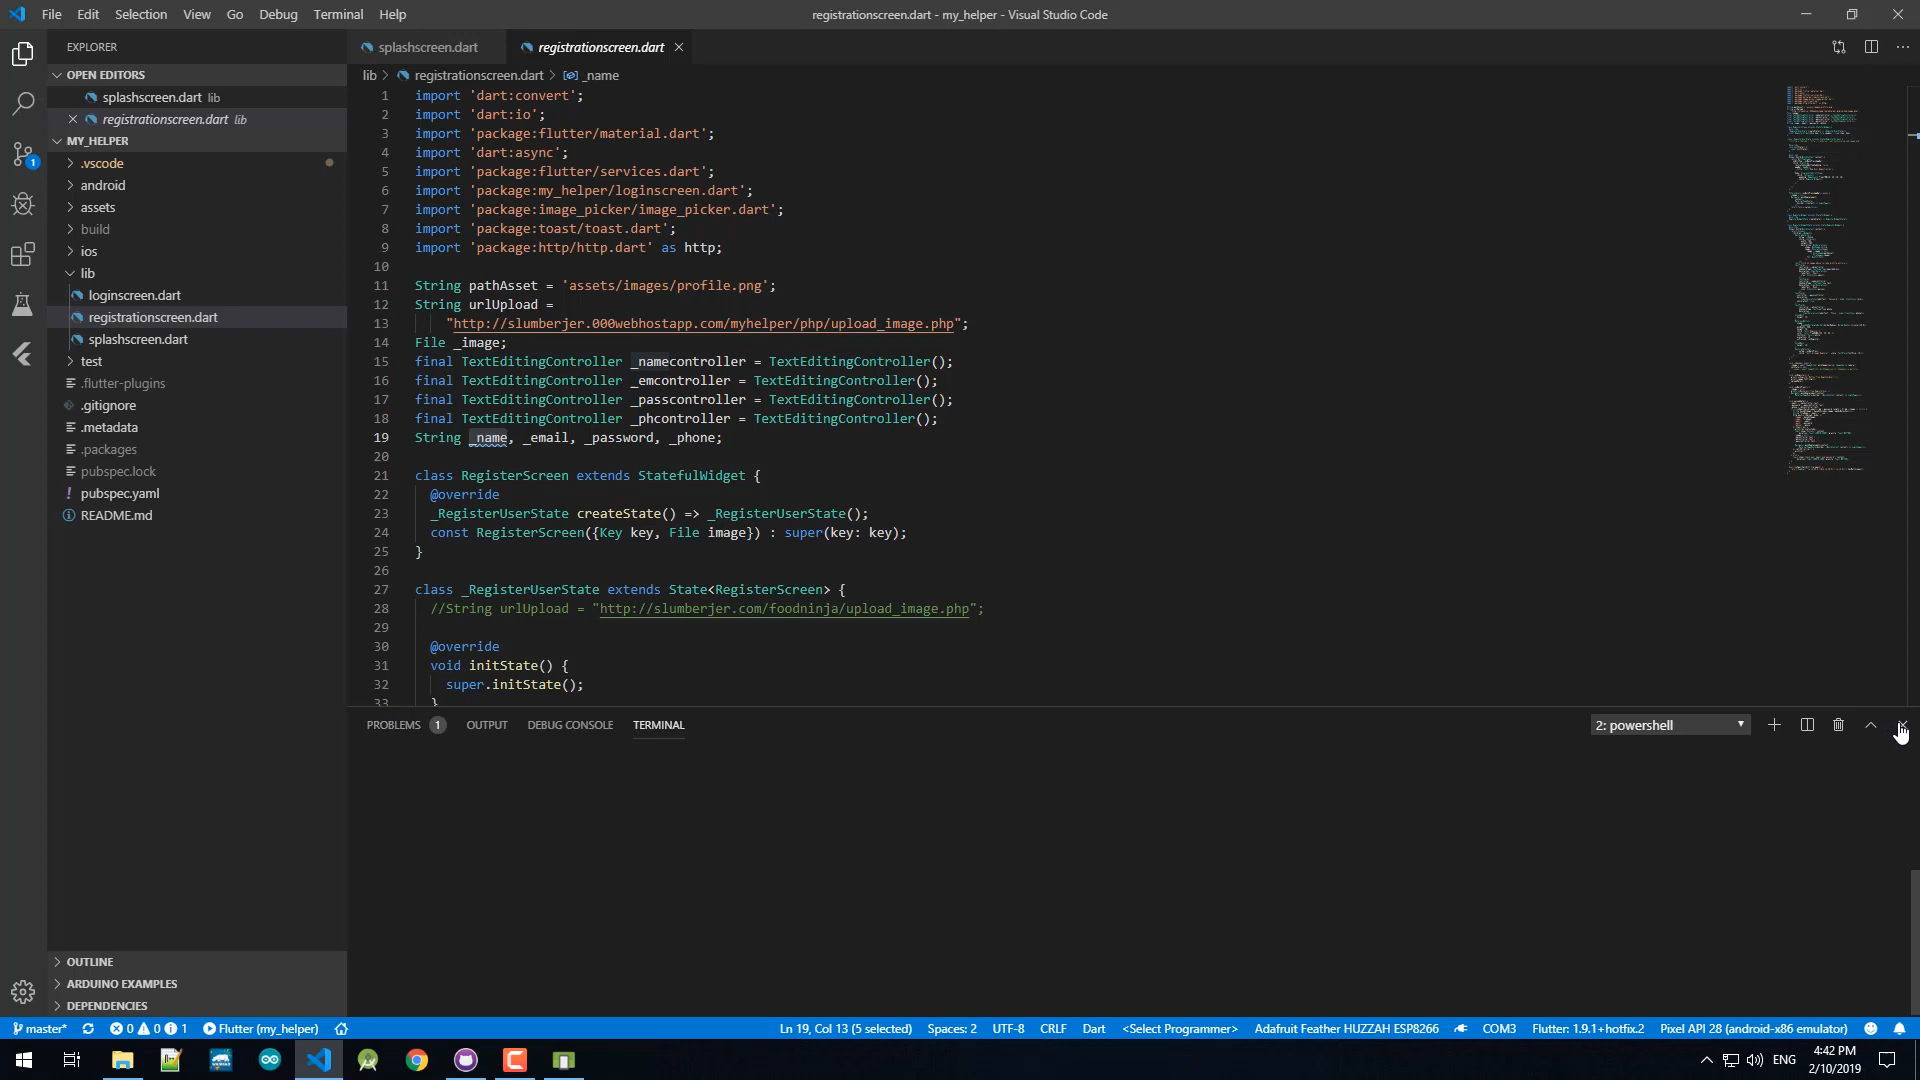 File Edit Selection View Go Debug Terminal Help
registrationscreen.dart - my_helper - Visual Studio Code
EXPLORER
OPEN EDITORS
splashscreen.dart lib
registrationscreen.dart lib
MY_HELPER
.vscode
android
assets
build
ios
lib
loginscreen.dart
registrationscreen.dart
splashscreen.dart
test
.flutter-plugins
.gitignore
.metadata
.packages
pubspec.lock
! pubspec.yaml
README.md
OUTLINE
ARDUINO EXAMPLES
DEPENDENCIES
1
splashscreen.dart
registrationscreen.dart
lib > registrationscreen.dart > _name
1 import 'dart:convert';
2 import 'dart:io';
3 import 'package:flutter/material.dart';
4 import 'dart:async';
5 import 'package:flutter/services.dart';
6 import 'package:my_helper/loginscreen.dart';
7 import 'package:image_picker/image_picker.dart';
8 import 'package:toast/toast.dart';
9 import 'package:http/http.dart' as http;
10
11 String pathAsset = 'assets/images/profile.png';
12 String urlUpload =
13 "http://slumberjer.000webhostapp.com/myhelper/php/upload_image.php";
14 File _image;
15 final TextEditingController _namecontroller = TextEditingController();
16 final TextEditingController _emcontroller = TextEditingController();
17 final TextEditingController _passcontroller = TextEditingController();
18 final TextEditingController _phcontroller = TextEditingController();
19 String _name, _email, _password, _phone;
20
21 class RegisterScreen extends StatefulWidget {
22 @override
23 _RegisterUserState createState() => _RegisterUserState();
24 const RegisterScreen({Key key, File image}) : super(key: key);
25 }
26
27 class _RegisterUserState extends State<RegisterScreen> {
28 //String urlUpload = "http://slumberjer.com/foodninja/upload_image.php";
29
30 @override
31 void initState() {
32 super.initState();
33 }
PROBLEMS 1 OUTPUT DEBUG CONSOLE TERMINAL
2: powershell
master* 0 0 1 Flutter (my_helper)
Ln 19, Col 13 (5 selected) Spaces: 2 UTF-8 CRLF Dart <Select Programmer> Adafruit Feather HUZZAH ESP8266 COM3 Flutter: 1.9.1+hotfix.2 Pixel API 28 (android-x86 emulator)
ENG
4:42 PM
2/10/2019